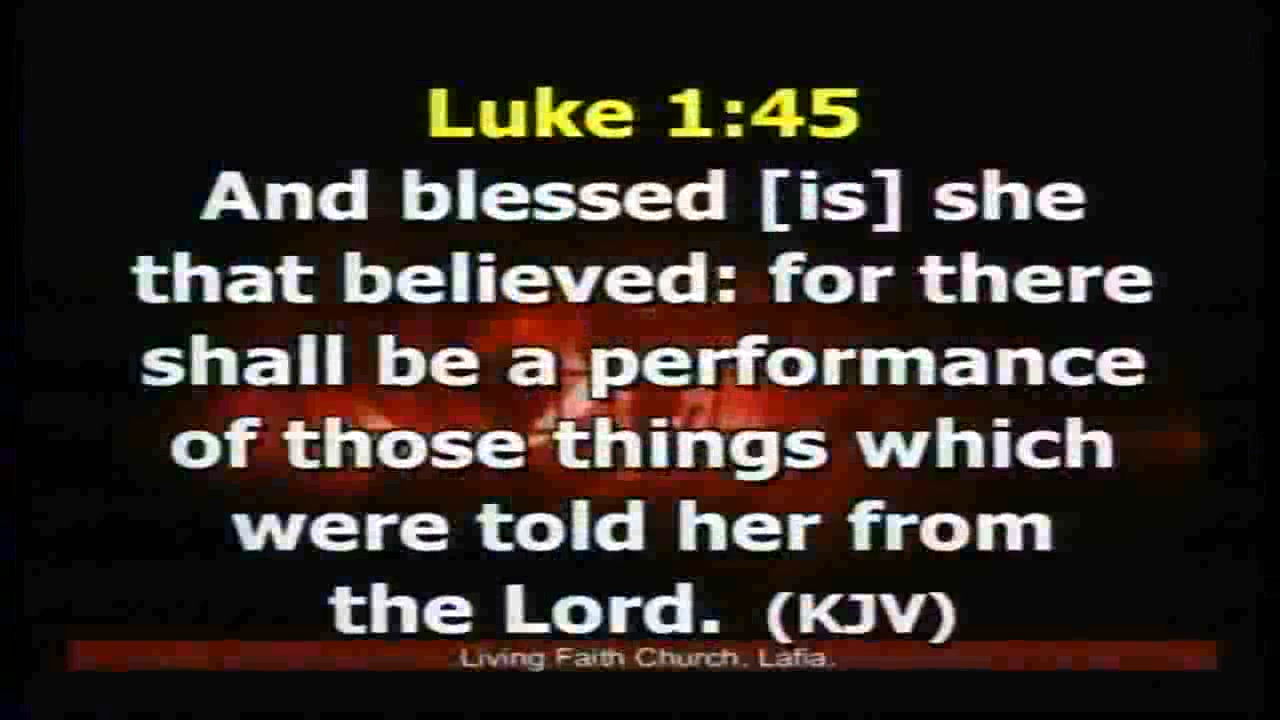 Luke 1:45
And blessed [is] she
that believed: for there
shall be a performance
of those things which
were told her from
the Lord. (KJV)
Living Faith Church. Lafia.